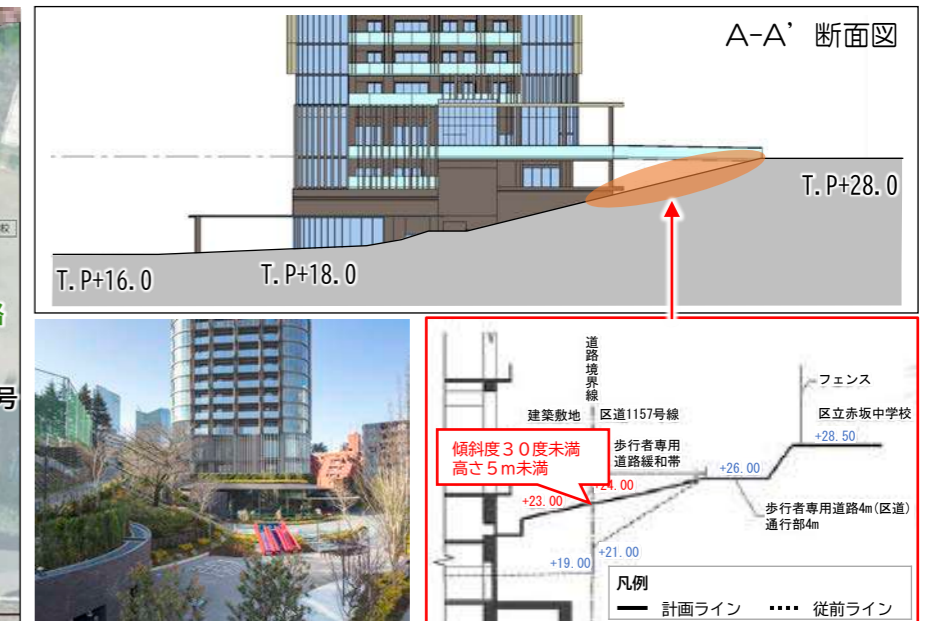 A-A’ 断面図
T.P+28.0
T.P+16.0
T.P+18.0
校
号
道路境界線
建築敷地
区道1157号線
フェンス
区立赤坂中学校
+28.50
傾斜度30度未満
高さ5m未満
歩行者専用
道路緩和帯
+26.00
+24.00
+23.00
歩行者専用道路4m(区道)
通行部4m
+21.00
+19.00
凡例
計画ライン
従前ライン